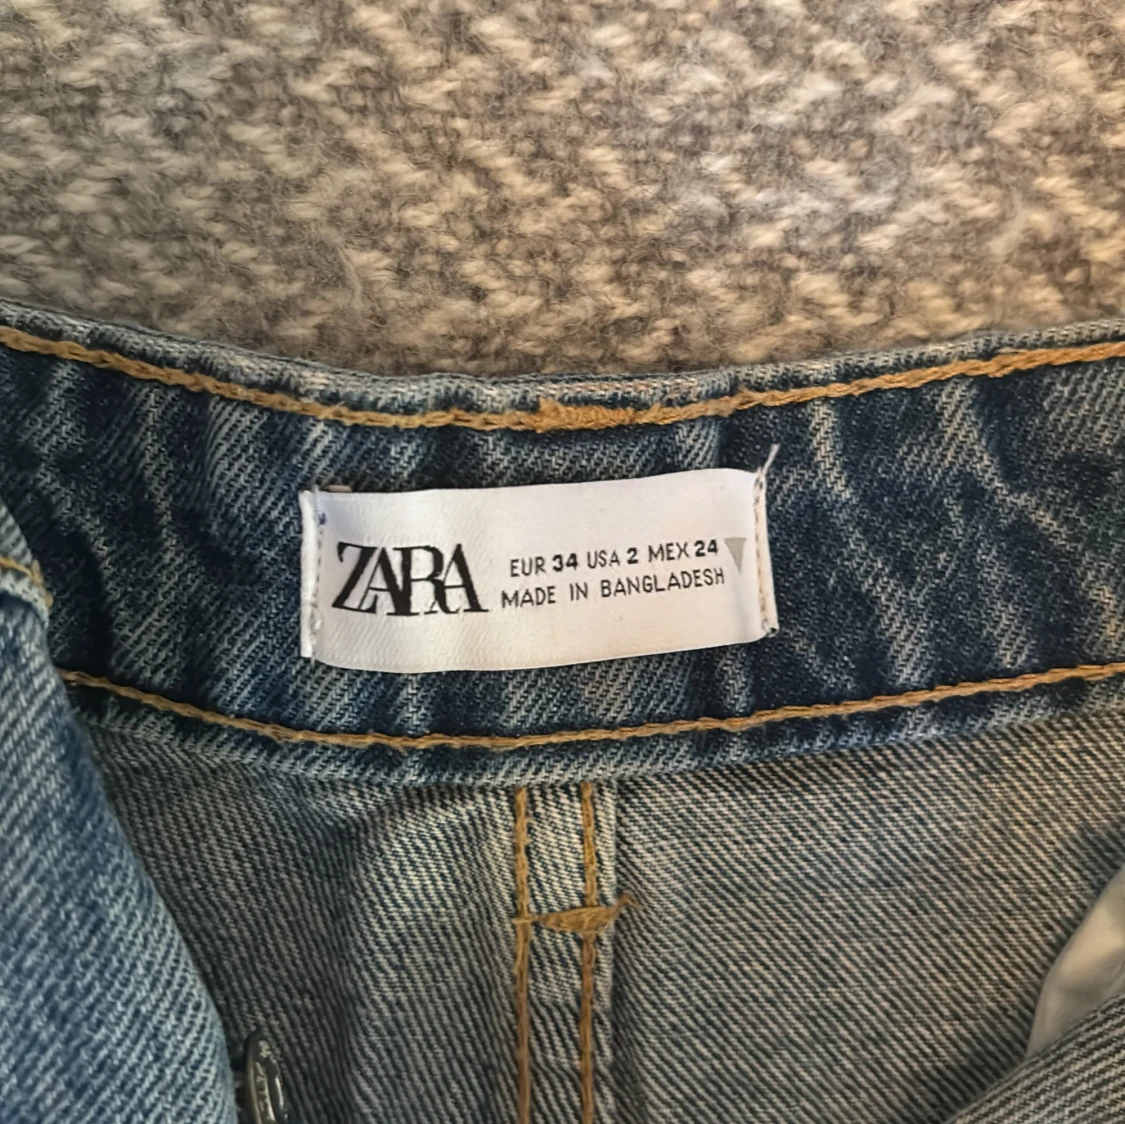 ZARA
EUR 34 USA 2 MEX 24
MADE IN BANGLADESH